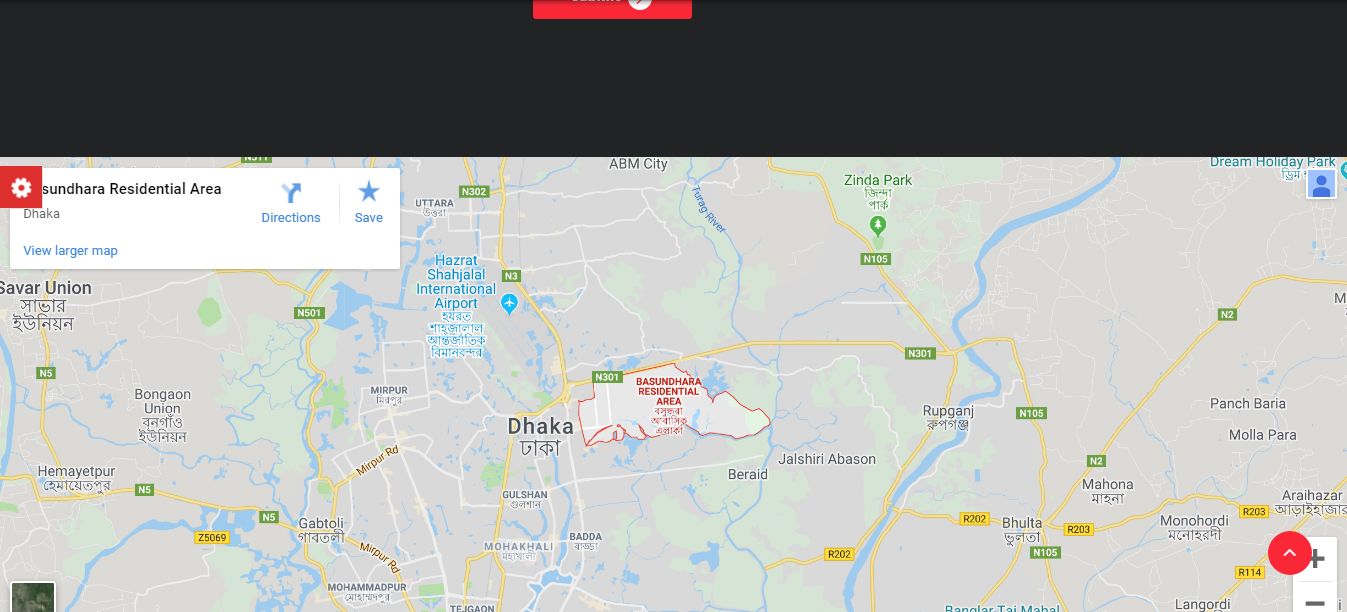 ABM City
Dream Holiday Park
sundhara Residential Area
Dhaka
Directions
Save
View larger map
N302
UTTARA
উত্তরা
Turag River
Zinda Park
জিন্দা
পার্ক
N105
Hazrat
Shahjalal
International
Airport
হযরত
শাহজালাল
আন্তর্জাতিক
বিমানবন্দর
N3
Savar Union
সাভার
ইউনিয়ন
N501
N2
N301
N5
N301
BASUNDHARA
RESIDENTIAL
AREA
বসুন্ধরা
আবাসিক
এলাকা
MIRPUR
মিরপুর
Bongaon
Union
বনগাঁও
ইউনিয়ন
Dhaka
ঢাকা
Rupganj
রুপগঞ্জ
N105
Panch Baria
Molla Para
Mirpur Rd
Jalshiri Abason
Beraid
N2
Hemayetpur
হেমায়েতপুর
N5
GULSHAN
গুলশান
Mahona
মাহনা
Araihazar
আড়াইহাজার
N5
Gabtoli
গাবতলী
Z5069
R202
Bhulta
ভুলতা
R203
Monohordi
মনোহরদী
R203
BADDA
বাড্ডা
MOHAKHALI
মহাখালী
Mirpur Rd
R202
N105
R114
MOHAMMADPUR
মোহাম্মদপুর
TEJGAON
Banglar Taj Mahal
Langordi